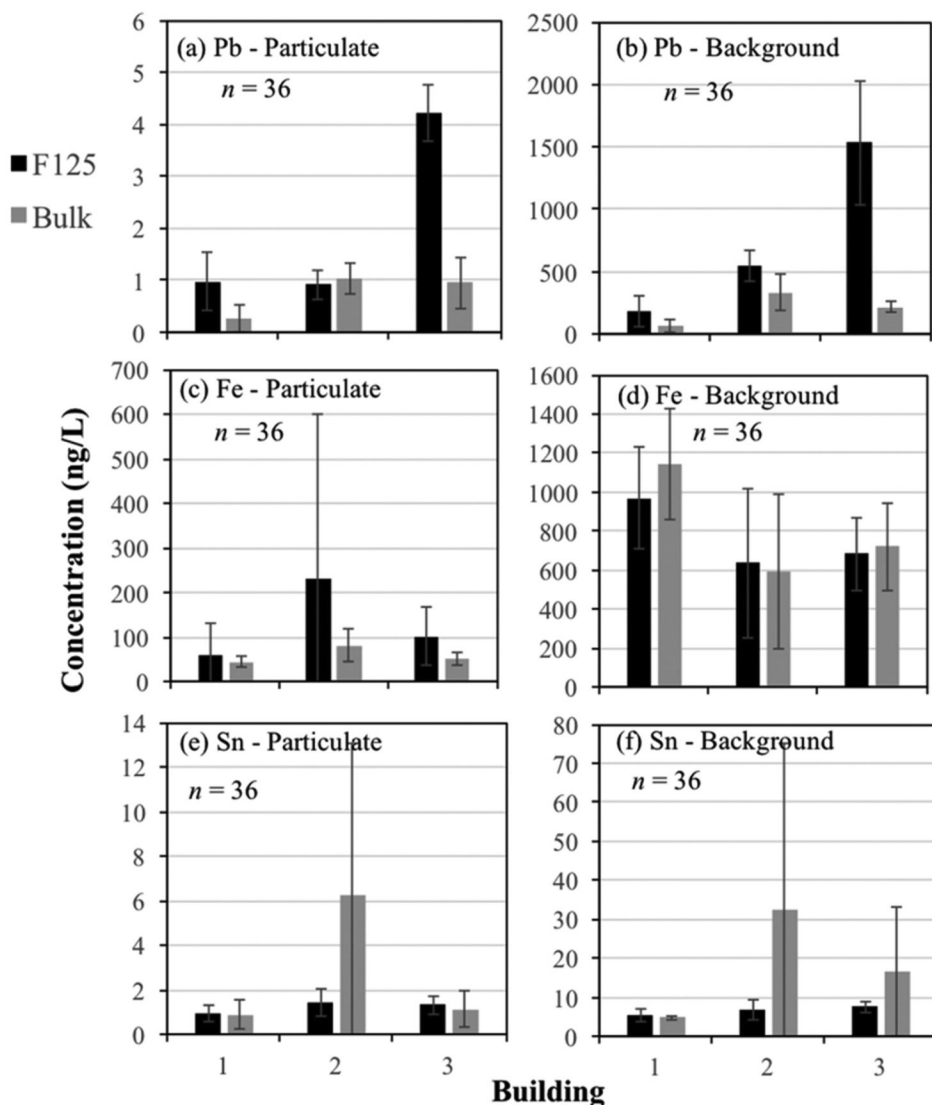 (a) Pb - Particulate
n = 36
6
5
4
3
2
1
0
(b) Pb - Background
n = 36
2500
2000
1500
1000
500
0
F125
Bulk
(c) Fe - Particulate
n = 36
700
600
500
400
300
200
100
0
(d) Fe - Background
n = 36
1600
1400
1200
1000
800
600
400
200
0
Concentration (ng/L)
(e) Sn - Particulate
n = 36
14
12
10
8
6
4
2
0
(f) Sn - Background
n = 36
80
70
60
50
40
30
20
10
0
1 2 3
1 2 3
Building